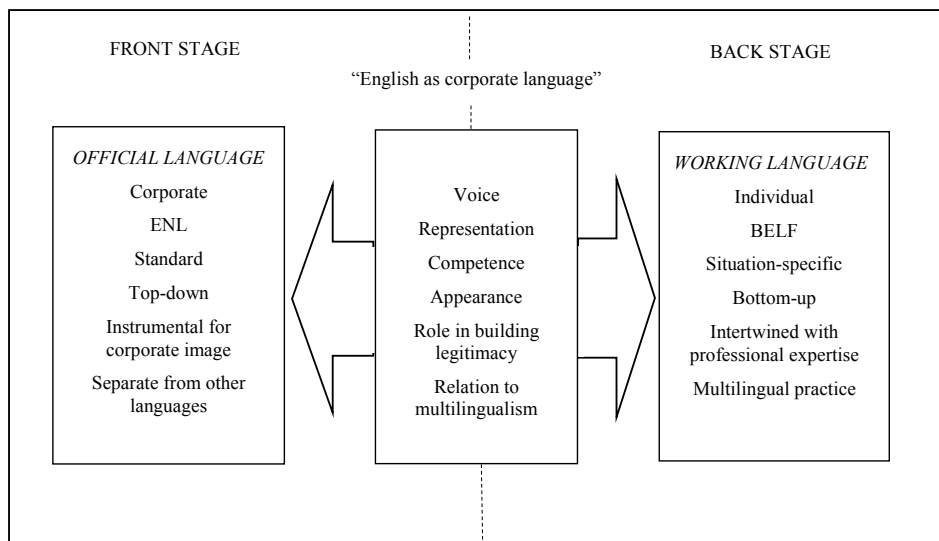 FRONT STAGE
BACK STAGE
“English as corporate language”
OFFICIAL LANGUAGE
Corporate
ENL
Standard
Top-down
Instrumental for
corporate image
Separate from other
languages
Voice
Representation
Competence
Appearance
Role in building
legitimacy
Relation to
multilingualism
WORKING LANGUAGE
Individual
BELF
Situation-specific
Bottom-up
Intertwined with
professional expertise
Multilingual practice